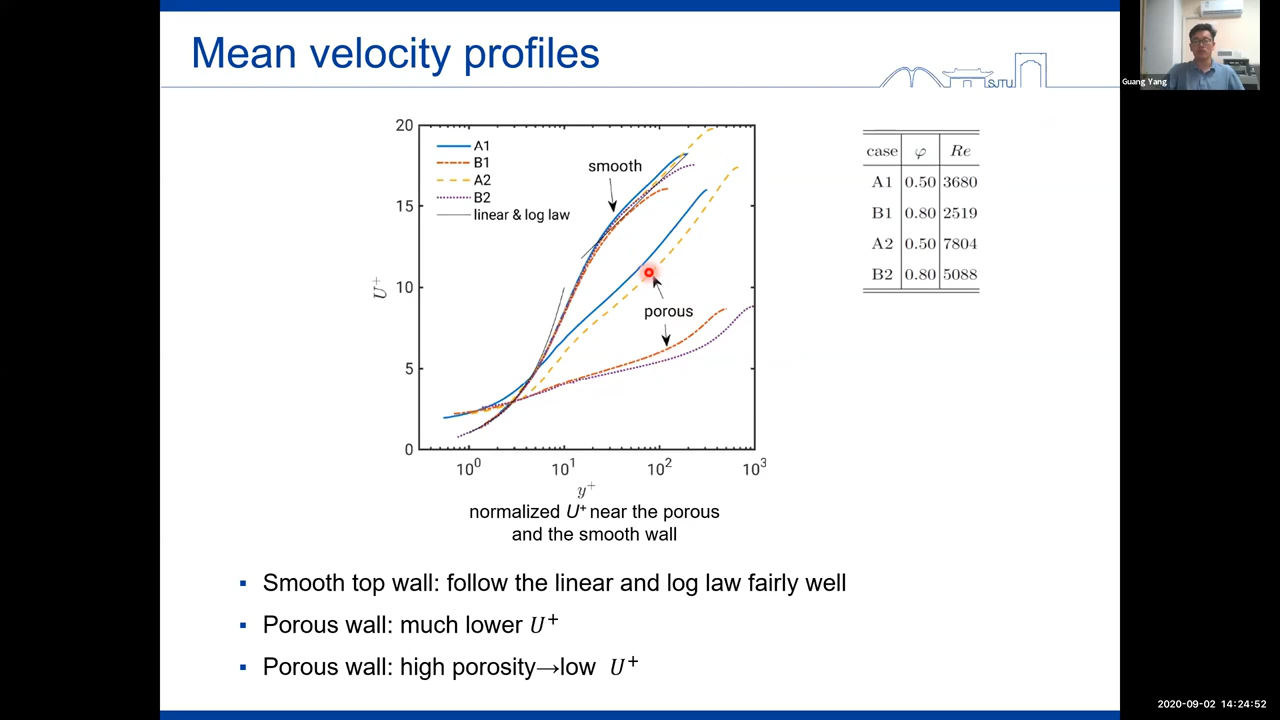 Mean velocity profiles
SJTU
Guang Yang
20
15
10
5
0
A1
B1
A2
B2
linear & log law
smooth
porous
U⁺
10⁰ 10¹ 10² 10³
y⁺
case φ Re
A1 0.50 3680
B1 0.80 2519
A2 0.50 7804
B2 0.80 5088
normalized U⁺ near the porous
and the smooth wall
▪ Smooth top wall: follow the linear and log law fairly well
▪ Porous wall: much lower U⁺
▪ Porous wall: high porosity→low U⁺
2020-09-02 14:24:52